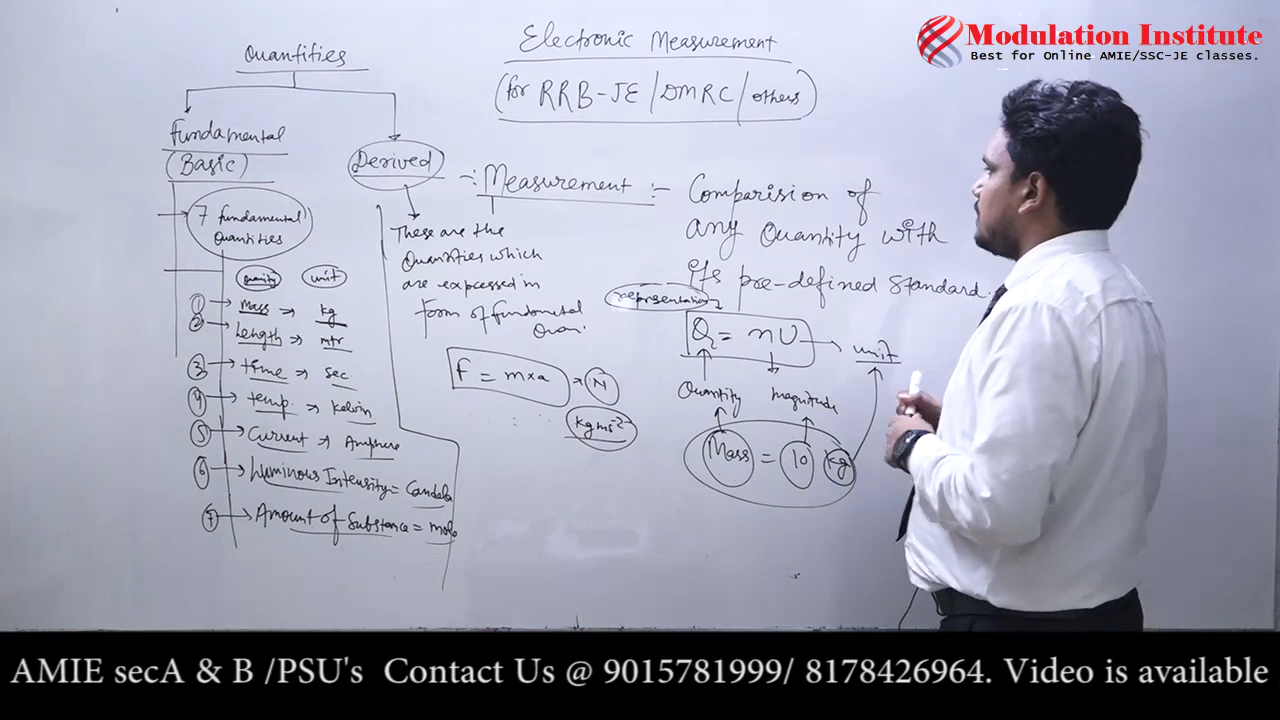 Modulation Institute
Best for Online AMIE/SSC-JE classes.
Electronic Measurement
(for RRB-JE / DMRC / others)
Quantities
Fundamental
(Basic)
7 fundamental
Quantities
Quantity unit
① Mass → kg
② Length → mtr
③ → time → sec
④ → temp. → Kelvin
⑤ → Current → Amphere
⑥ → Luminous Intensity = Candela
⑦ → Amount of Substance = mole
Derived
These are the
Quantities which
are expressed in
form of fundamental
Quan.
F = m×a → N
kgms⁻²
-: Measurement :- Comparision of
any Quantity with
its pre-defined Standard.
representation
Q = nU → unit
Quantity magnitude
Mass = 10 kg
AMIE secA & B /PSU's Contact Us @ 9015781999/ 8178426964. Video is available